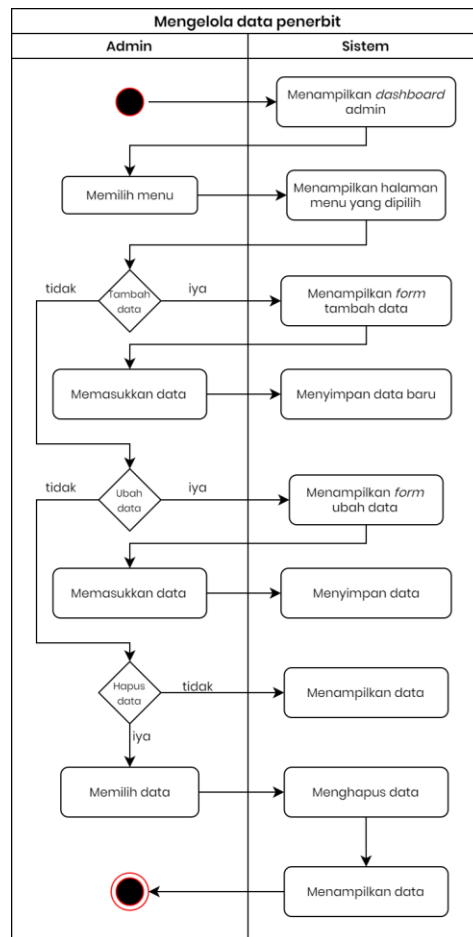 Mengelola data penerbit
Admin
Sistem
Menampilkan dashboard
admin
Memilih menu
Menampilkan halaman
menu yang dipilih
tidak
Tambah
data
iya
Menampilkan form
tambah data
Memasukkan data
Menyimpan data baru
tidak
Ubah
data
iya
Menampilkan form
ubah data
Memasukkan data
Menyimpan data
Hapus
data
tidak
Menampilkan data
iya
Memilih data
Menghapus data
Menampilkan data